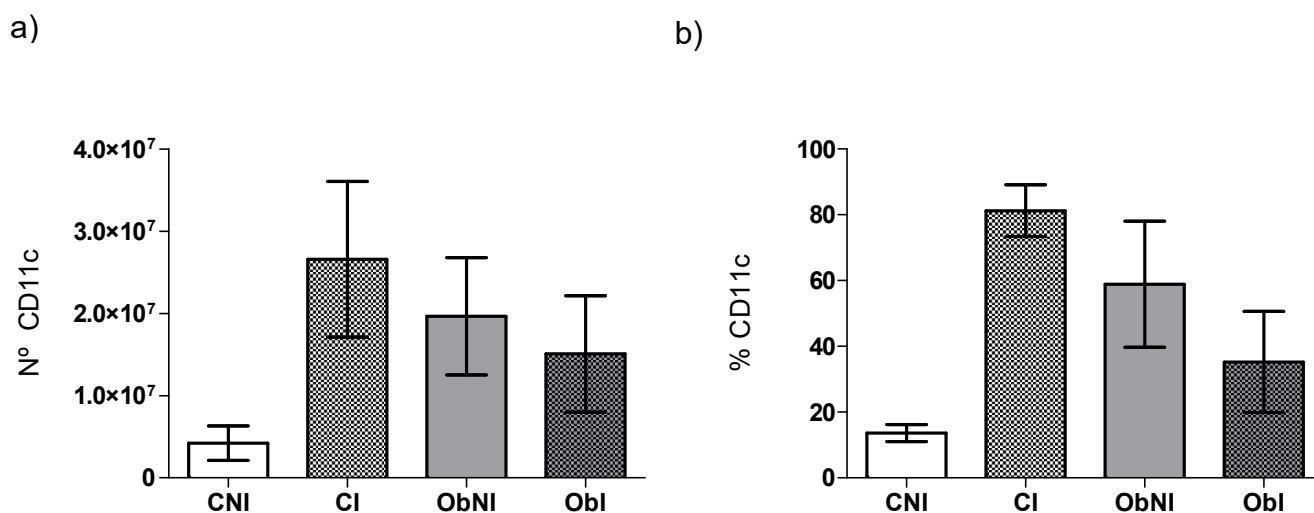 a)
Nº CD11c
4.0×10⁷
3.0×10⁷
2.0×10⁷
1.0×10⁷
0
CNI CI ObNI ObI
b)
% CD11c
100
80
60
40
20
0
CNI CI ObNI ObI